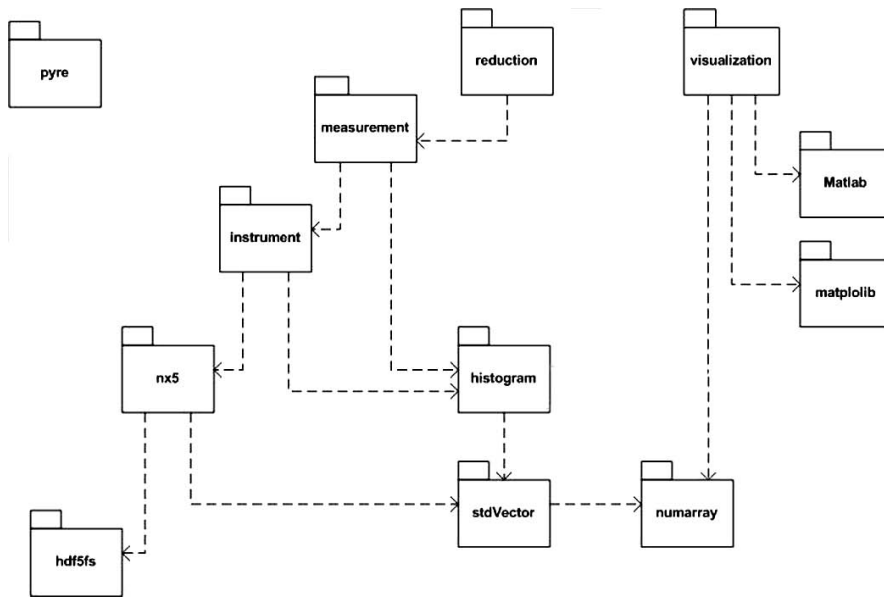 pyre
reduction
visualization
measurement
Matlab
instrument
matplolib
nx5
histogram
stdVector
numarray
hdf5fs